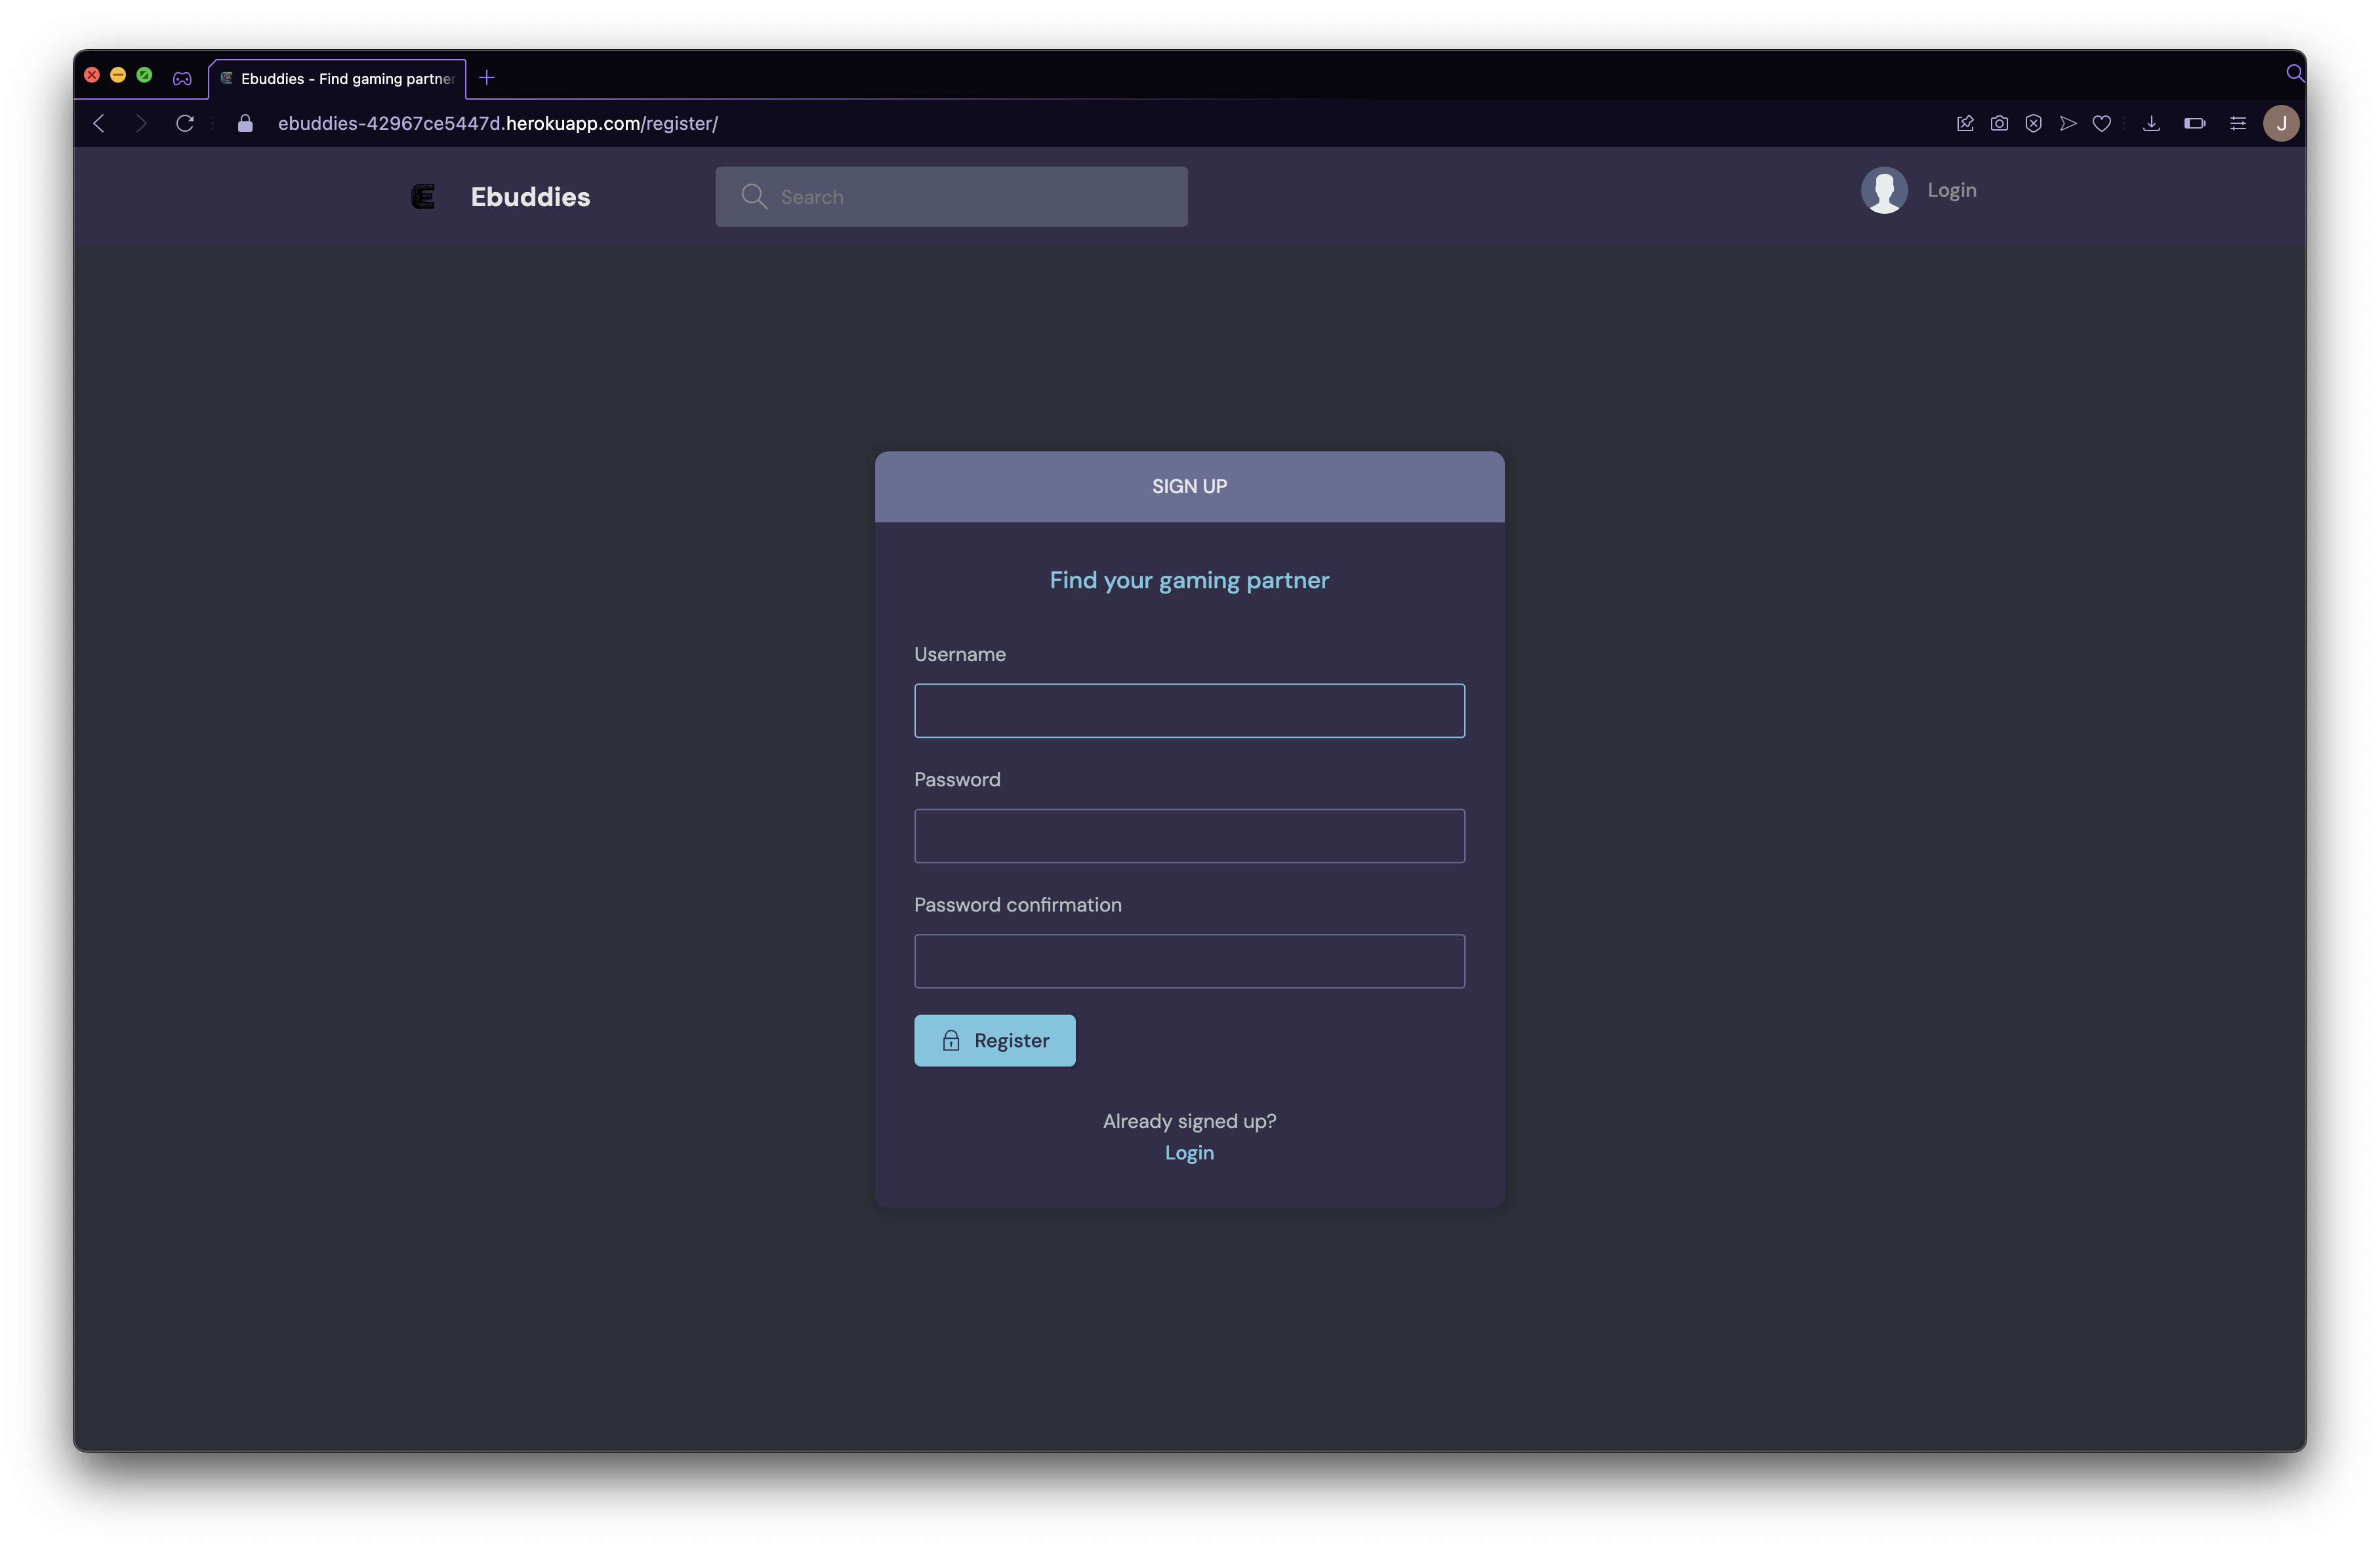 Ebuddies - Find gaming partner
ebuddies-42967ce5447d.herokuapp.com/register/
J
Ebuddies
Search
Login
SIGN UP
Find your gaming partner
Username
Password
Password confirmation
Register
Already signed up?
Login